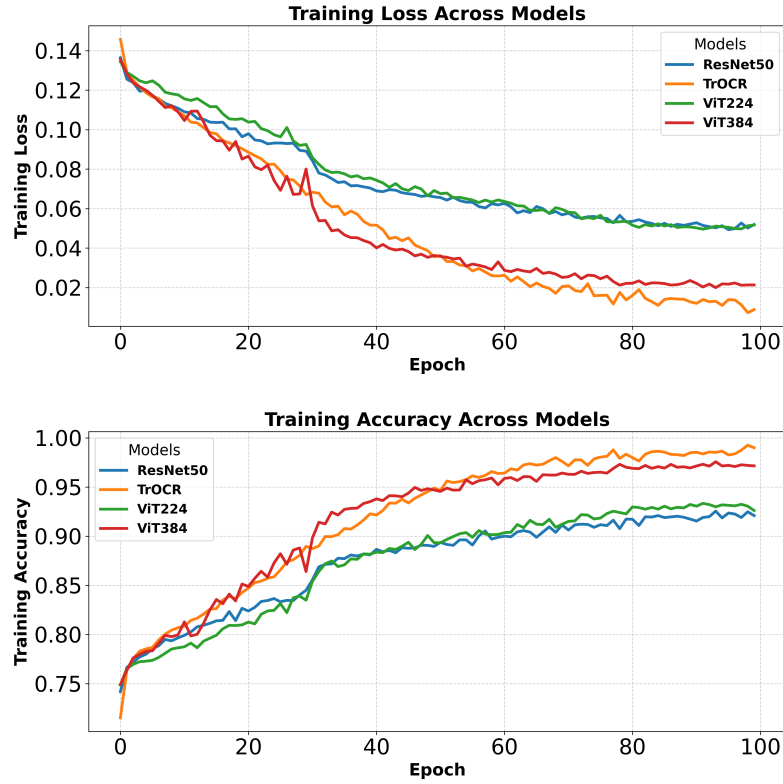 Training Loss Across Models
Training Loss
0.14
0.12
0.10
0.08
0.06
0.04
0.02
Models
ResNet50
TrOCR
ViT224
ViT384
0 20 40 60 80 100
Epoch
Training Accuracy Across Models
Training Accuracy
1.00
0.95
0.90
0.85
0.80
0.75
Models
ResNet50
TrOCR
ViT224
ViT384
0 20 40 60 80 100
Epoch